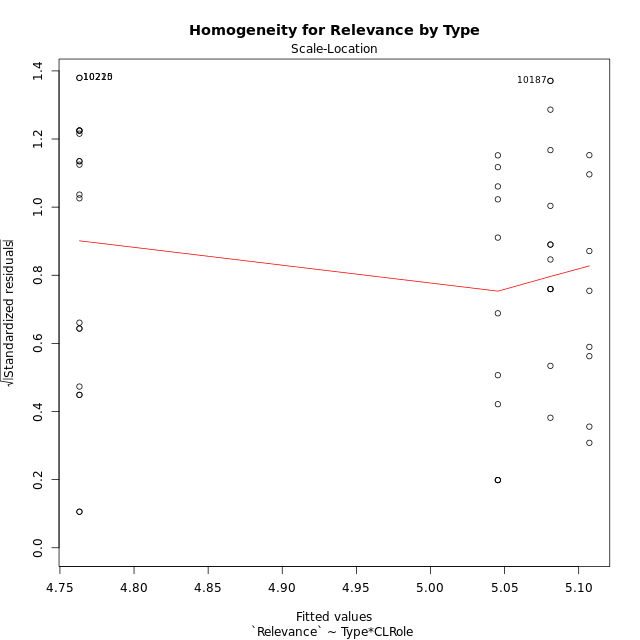 Homogeneity for Relevance by Type
Scale-Location
√|Standardized residuals|
1.4
1.2
1.0
0.8
0.6
0.4
0.2
0.0
10187
4.75 4.80 4.85 4.90 4.95 5.00 5.05 5.10
Fitted values
`Relevance` ~ Type*CLRole